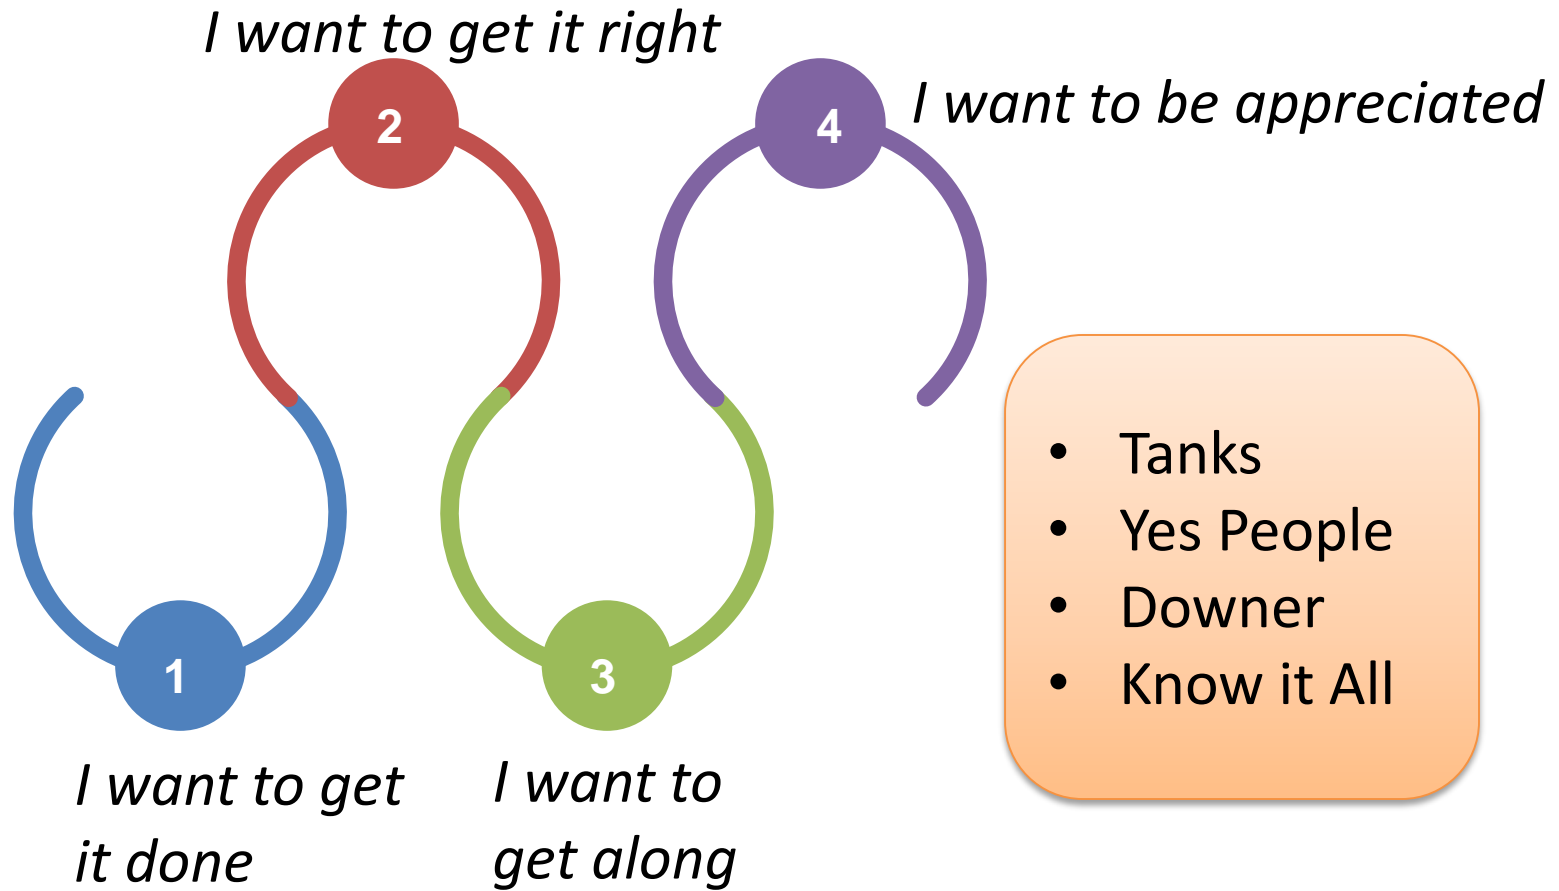 I want to get it right
2
4
I want to be appreciated
1
I want to get
it done
3
I want to
get along
• Tanks
• Yes People
• Downer
• Know it All